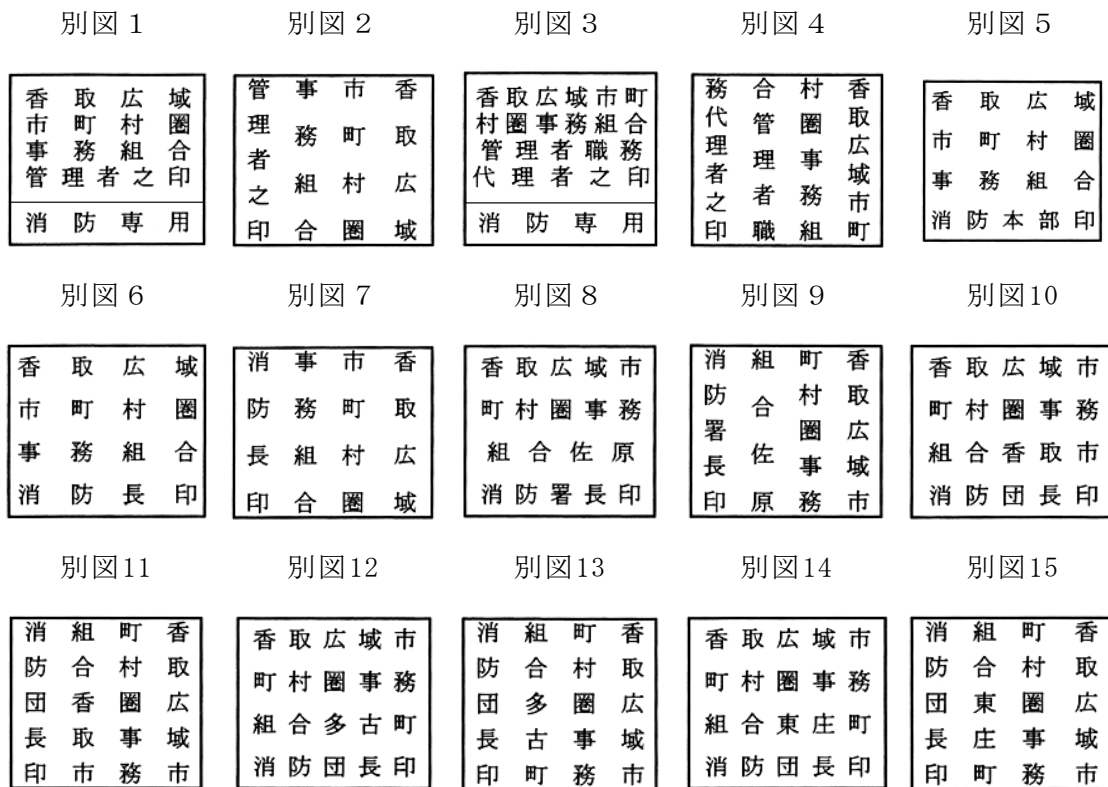 別図1
香取広域
市町村圏
事務組合
管理者之印
消防専用
別図2
香取広域
市町村圏
事務組合
管理者之印
別図3
香取広域市町
村圏事務組合
管理者職務
代理者之印
消防専用
別図4
香取広域市町
村圏事務組
合管理者職
務代理者之印
別図5
香取広域
市町村圏
事務組合
消防本部印
別図6
香取広域
市町村圏
事務組合
消防長印
別図7
香取広域
市町村圏
事務組合
消防長印
別図8
香取広域市
町村圏事務
組合佐原
消防署長印
別図9
香取広域市
町村圏事務
組合佐原
消防署長印
別図10
香取広域市
町村圏事務
組合香取市
消防団長印
別図11
香取広域市
町村圏事務
組合香取市
消防団長印
別図12
香取広域市
町村圏事務
組合多古町
消防団長印
別図13
香取広域市
町村圏事務
組合多古町
消防団長印
別図14
香取広域市
町村圏事務
組合東庄町
消防団長印
別図15
香取広域市
町村圏事務
組合東庄町
消防団長印